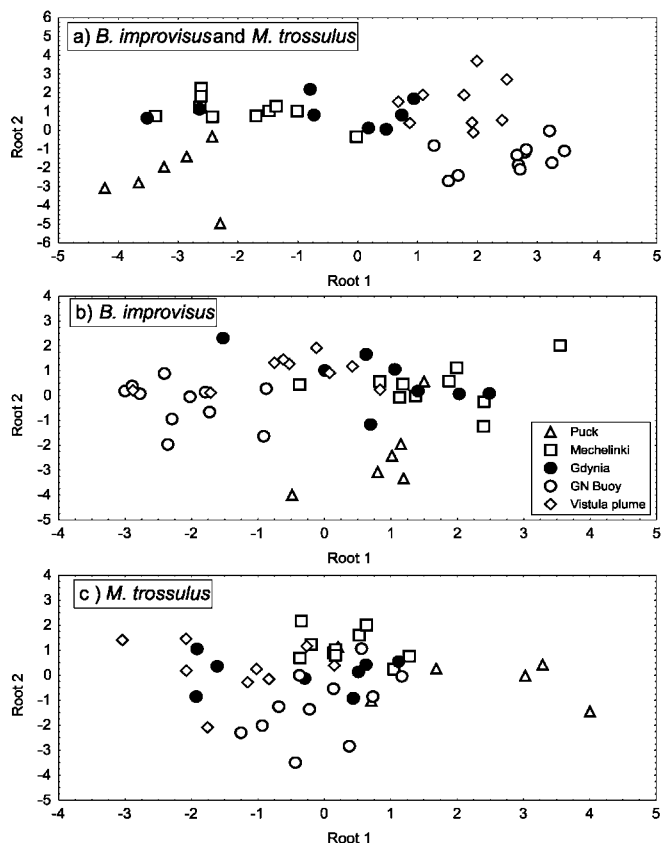 a) B. improvisus and M. trossulus
6
5
4
3
2
1
0
-1
-2
-3
-4
5
6
Root 2
-5 -4 -3 -2 -1 0 1 2 3 4 5
Root 1
b) B. improvisus
4
3
2
1
0
-1
-2
-3
-4
-5
Root 2
Puck
Mechelinki
Gdynia
GN Buoy
Vistula plume
-4 -3 -2 -1 0 1 2 3 4 5
Root 1
c ) M. trossulus
4
3
2
1
0
-1
-2
-3
-4
-5
Root 2
-4 -3 -2 -1 0 1 2 3 4 5
Root 1